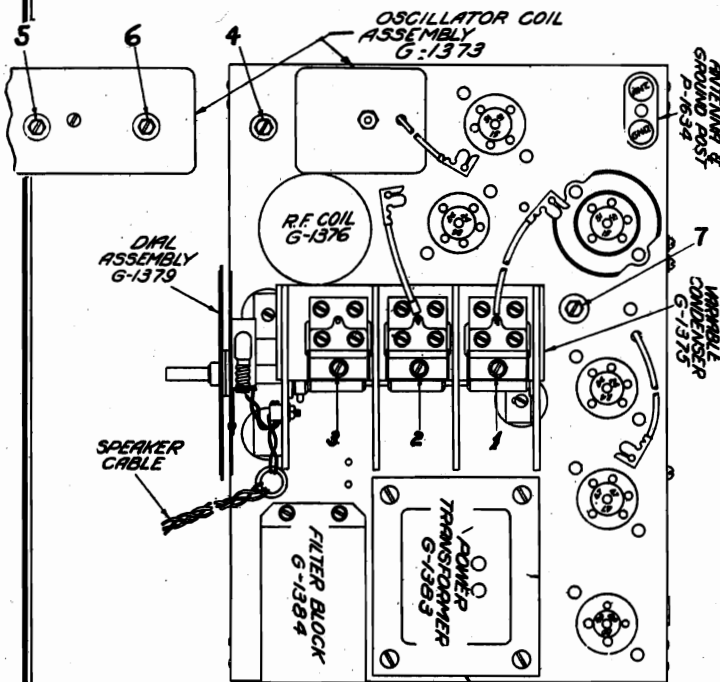 OSCILLATOR COIL
ASSEMBLY
G-1373
5
6
4
ANTENNA &
GROUND POST
P-1634
ANT
GND
R.F. COIL
G-1376
7
DIAL
ASSEMBLY
G-1379
VARIABLE
CONDENSER
G-1375
3
2
1
SPEAKER
CABLE
FILTER BLOCK
G-1384
POWER
TRANSFORMER
G-1383